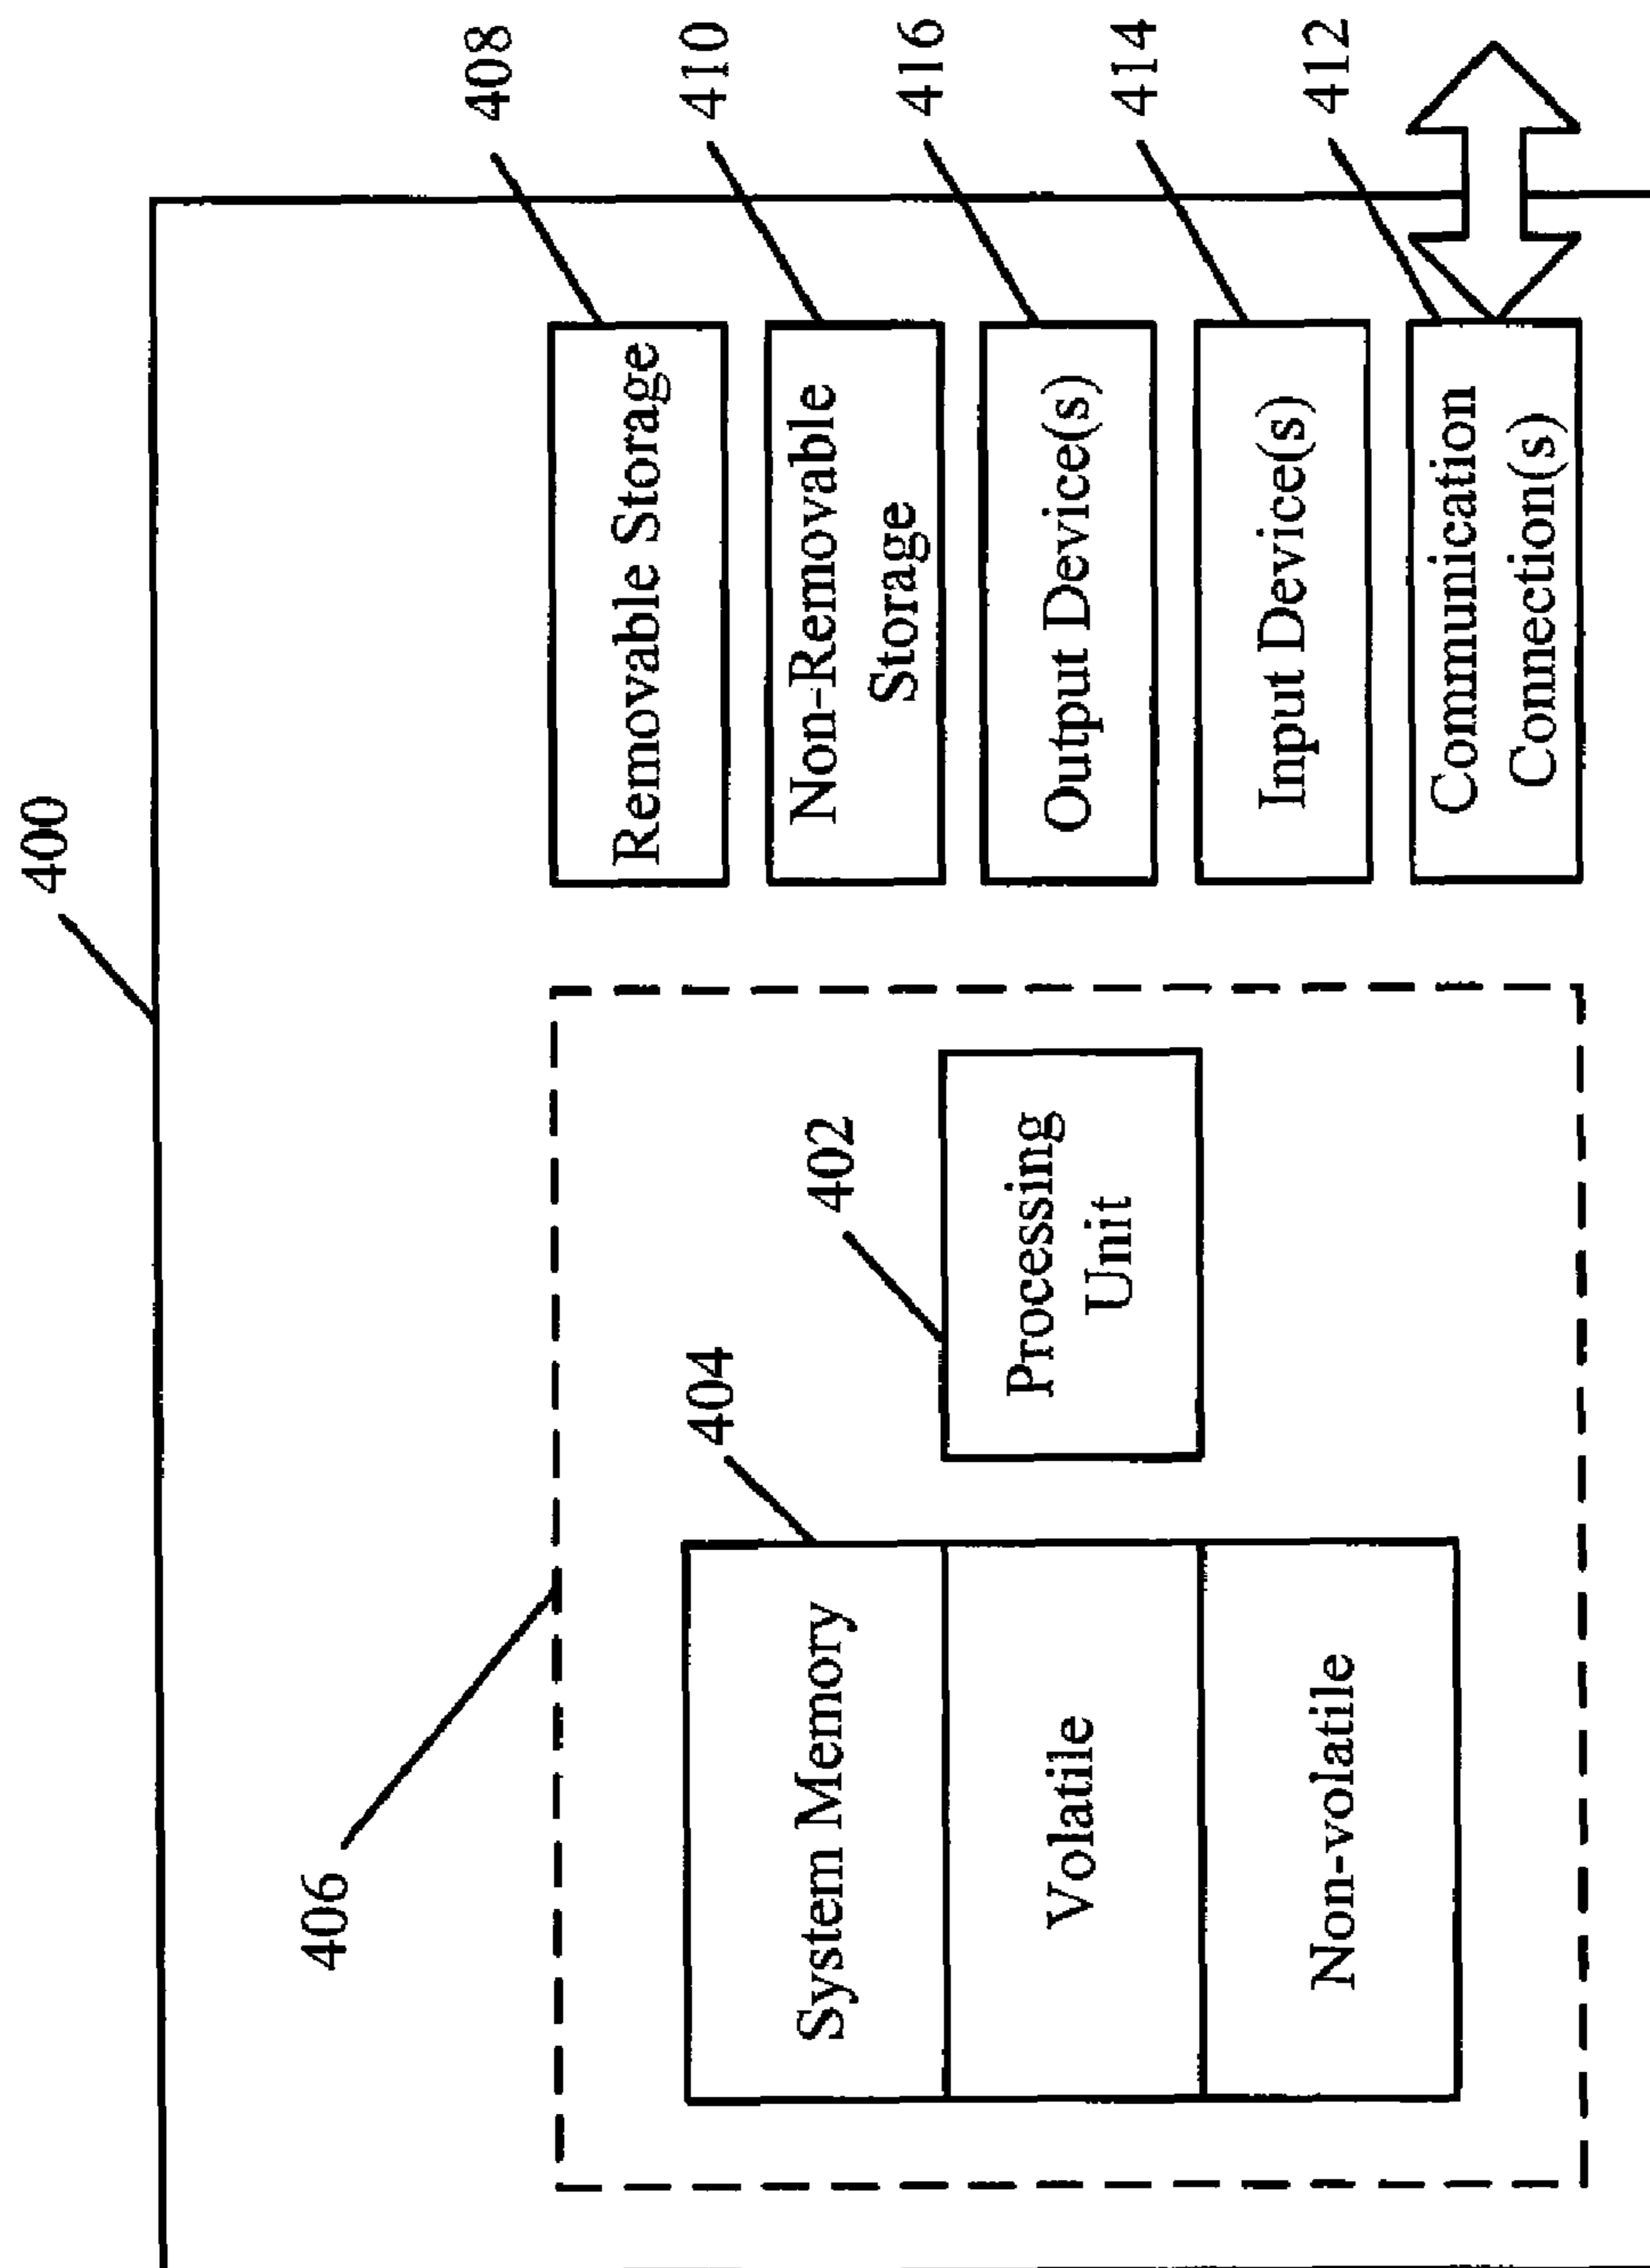 400
406
404
System Memory
Volatile
Non-volatile
402
Processing
Unit
408
Removable Storage
410
Non-Removable
Storage
416
Output Device(s)
414
Input Device(s)
412
Communication
Connection(s)